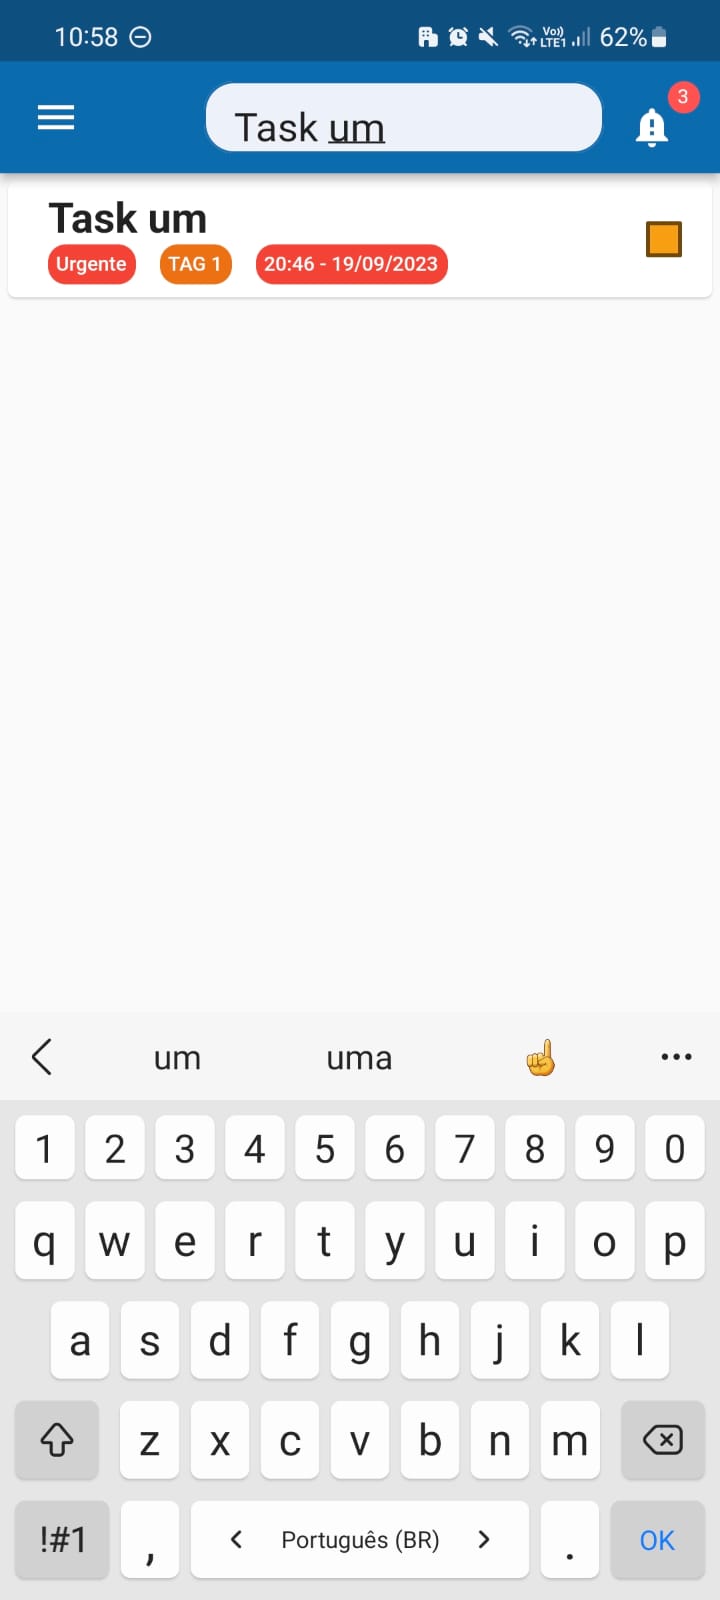 10:58 Vo)) LTE1 62%
Task um 3
Task um
Urgente TAG 1 20:46 - 19/09/2023
um uma ...
1 2 3 4 5 6 7 8 9 0
q w e r t y u i o p
a s d f g h j k l
z x c v b n m
!#1 , < Português (BR) > . OK